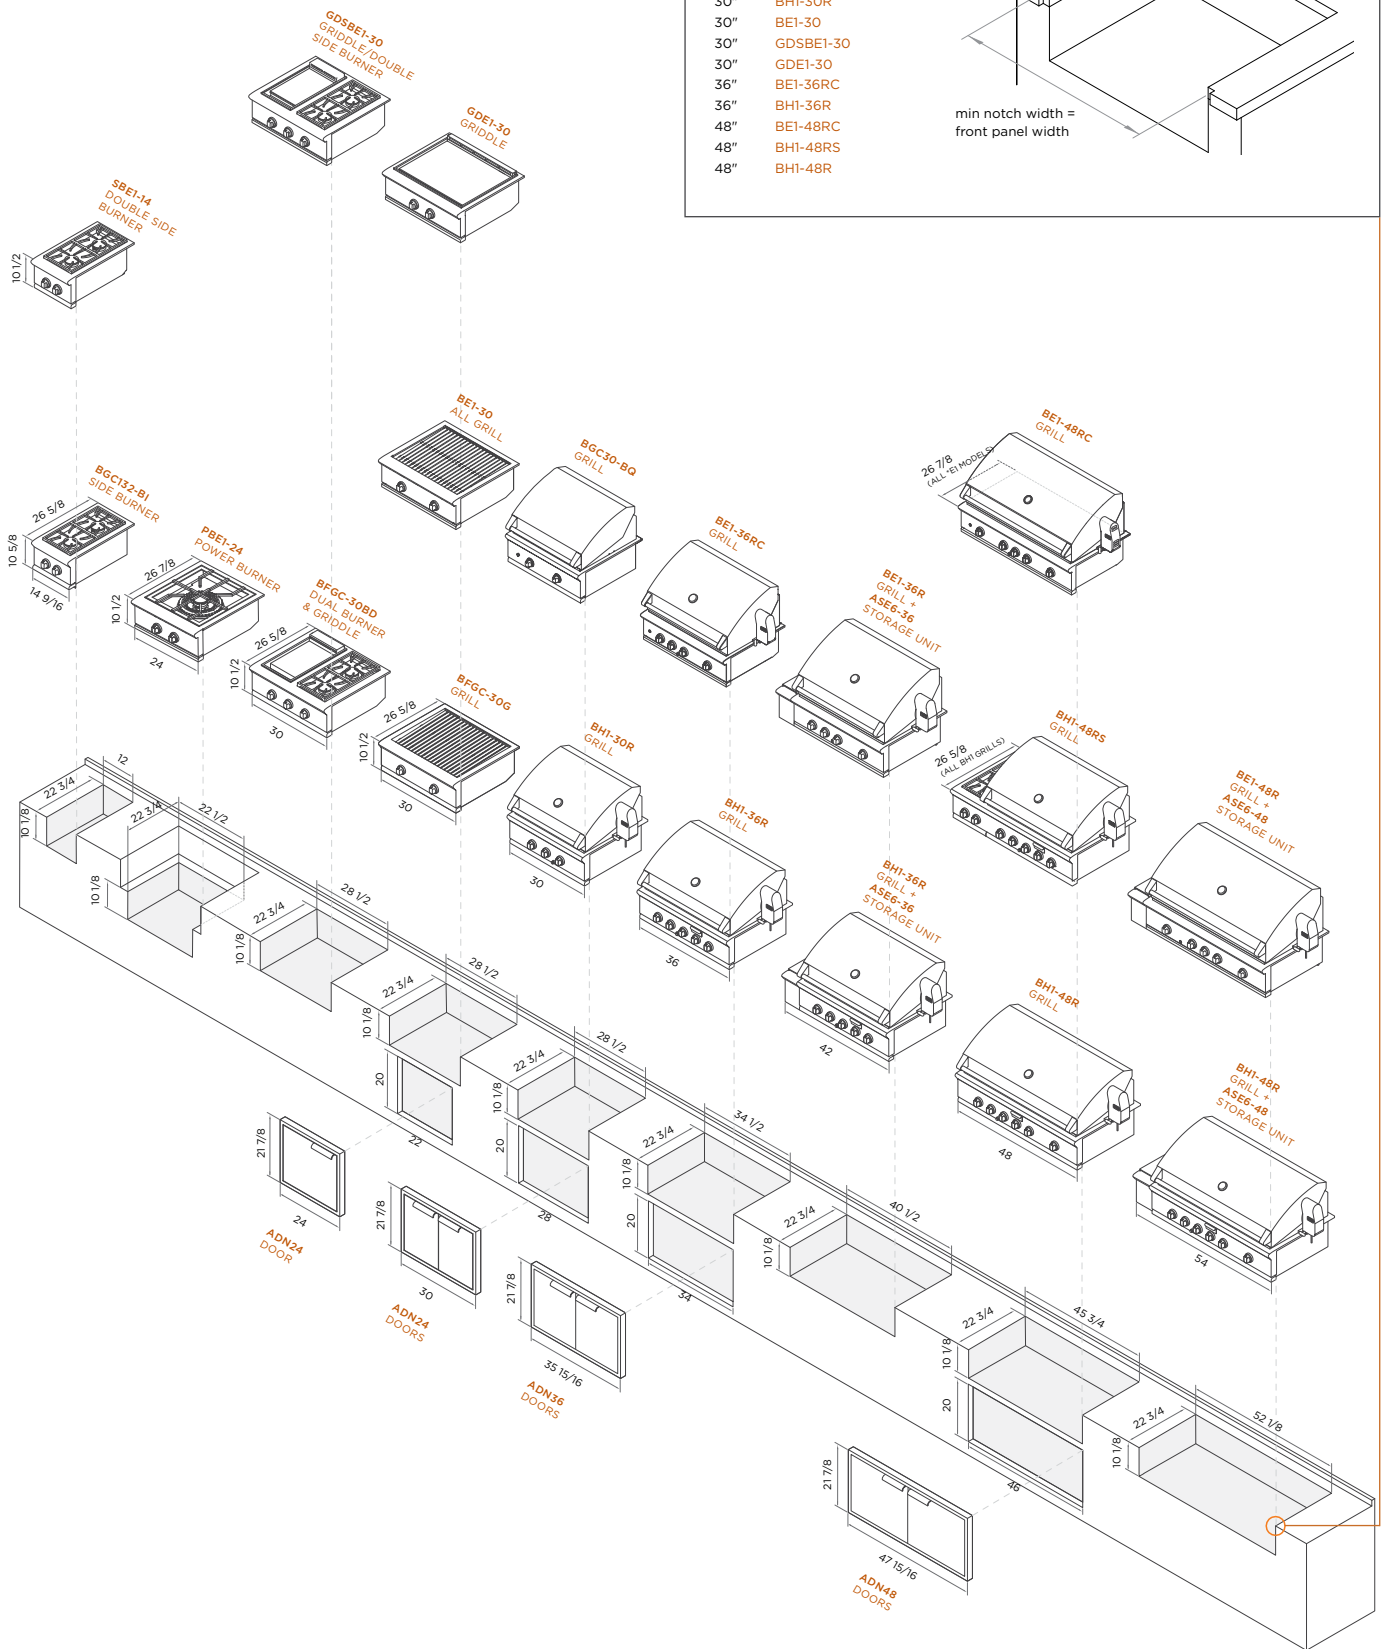 30" BH1-30R
30" BE1-30
30" GDSBE1-30
30" GDE1-30
36" BE1-36RC
36" BH1-36R
48" BE1-48RC
48" BH1-48RS
48" BH1-48R
min notch width =
front panel width
GDSBE1-30
GRIDDLE/DOUBLE
SIDE BURNER
GDE1-30
GRIDDLE
SBE1-14
DOUBLE SIDE
BURNER
10 1/2
BE1-30
ALL GRILL
BGC30-BQ
GRILL
BE1-48RC
GRILL
26 7/8
(ALL *E1 MODELS)
BGC132-BI
SIDE BURNER
26 5/8
10 5/8
14 9/16
PBE1-24
POWER BURNER
26 7/8
10 1/2
24
BFGC-30BD
DUAL BURNER
& GRIDDLE
26 5/8
10 1/2
30
BE1-36RC
GRILL
BE1-36R
GRILL +
ASE6-36
STORAGE UNIT
BFGC-30G
GRILL
26 5/8
10 1/2
30
BH1-30R
GRILL
30
BH1-36R
GRILL
36
BH1-48RS
GRILL
26 5/8
(ALL BH1 GRILLS)
BE1-48R
GRILL +
ASE6-48
STORAGE UNIT
BH1-36R
GRILL +
ASE6-36
STORAGE UNIT
42
BH1-48R
GRILL
48
BH1-48R
GRILL +
ASE6-48
STORAGE UNIT
54
12
22 3/4
10 1/8
22 3/4
22 1/2
10 1/8
28 1/2
22 3/4
10 1/8
28 1/2
22 3/4
10 1/8
20
22
28 1/2
22 3/4
10 1/8
20
28
34 1/2
22 3/4
10 1/8
20
34
40 1/2
22 3/4
10 1/8
45 3/4
22 3/4
10 1/8
20
46
52 1/8
22 3/4
10 1/8
21 7/8
24
ADN24
DOOR
21 7/8
30
ADN24
DOORS
21 7/8
35 15/16
ADN36
DOORS
21 7/8
47 15/16
ADN48
DOORS